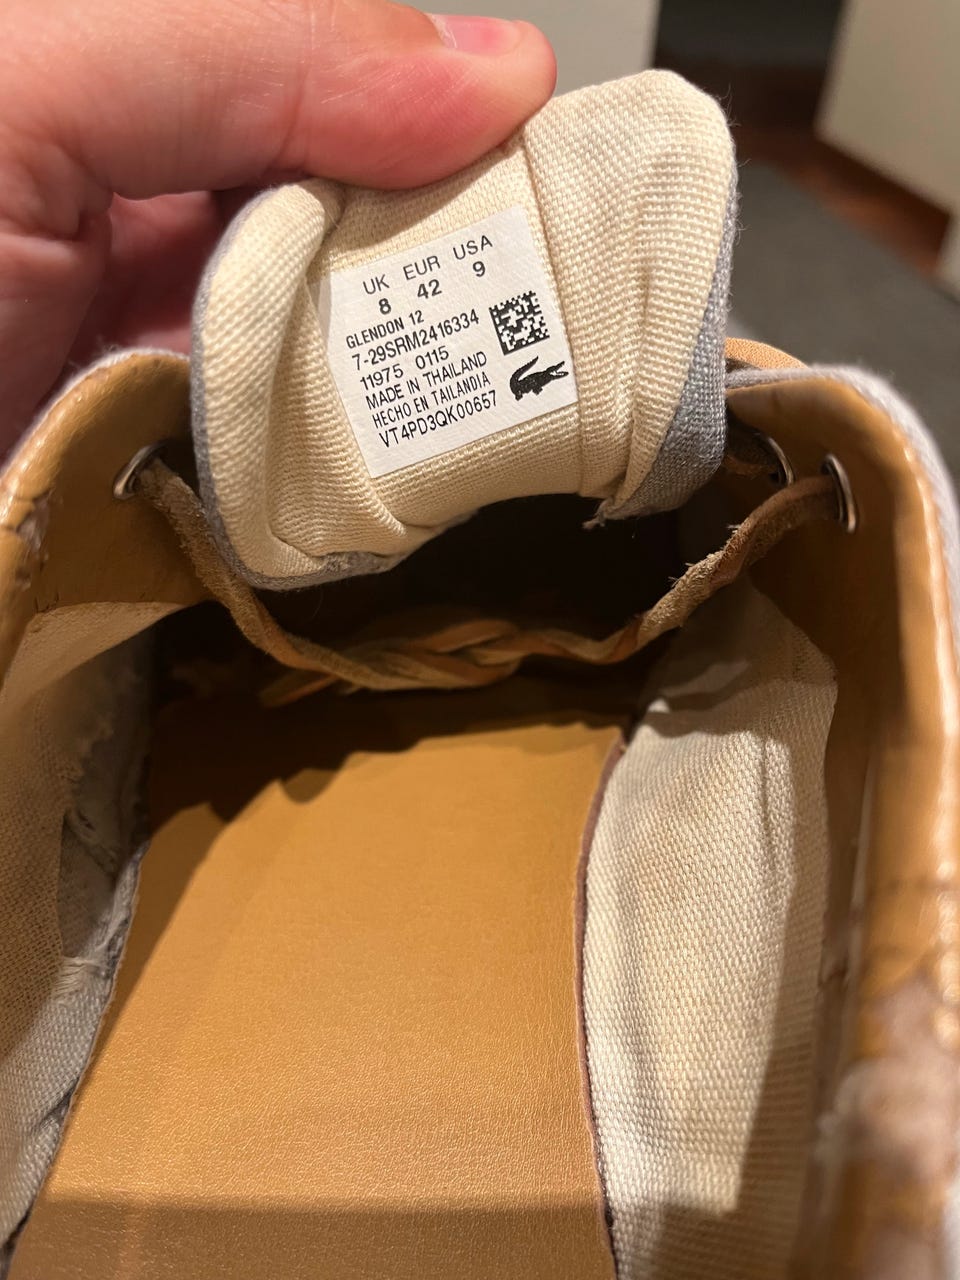 UK EUR USA
8 42 9
GLENDON 12
7-29SRM2416334
11975 0115
MADE IN THAILAND
HECHO EN TAILANDIA
VT4PD3QK00657